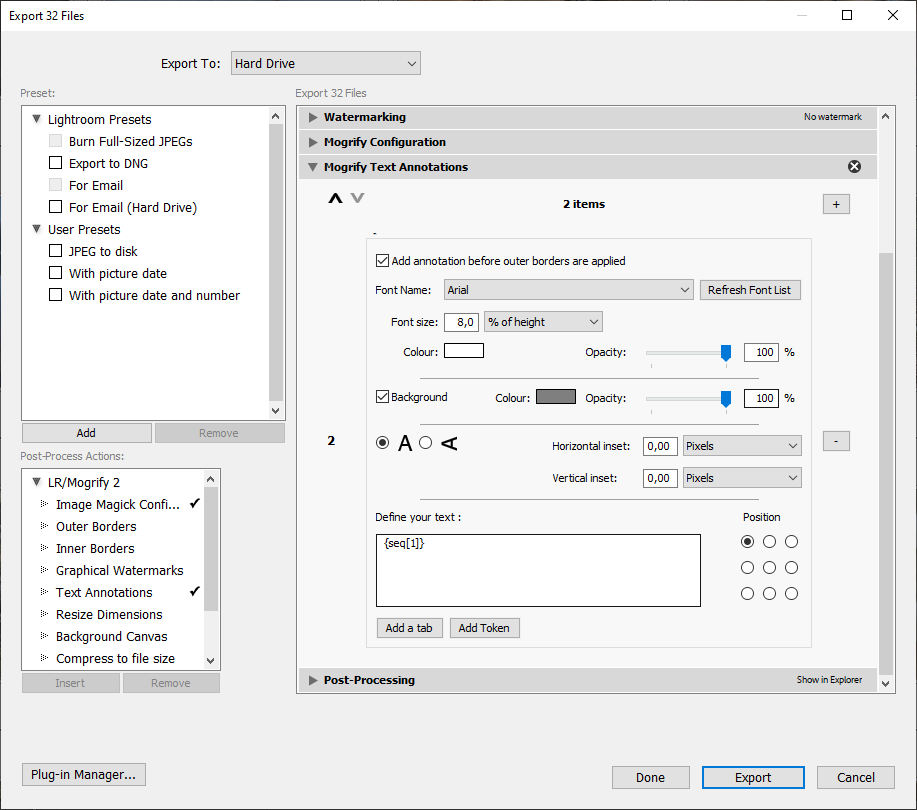 Export 32 Files
Export To: Hard Drive
Preset:
Lightroom Presets
Burn Full-Sized JPEGs
Export to DNG
For Email
For Email (Hard Drive)
User Presets
JPEG to disk
With picture date
With picture date and number
Add Remove
Post-Process Actions:
LR/Mogrify 2
Image Magick Confi...
Outer Borders
Inner Borders
Graphical Watermarks
Text Annotations
Resize Dimensions
Background Canvas
Compress to file size
Insert Remove
Export 32 Files
Watermarking No watermark
Mogrify Configuration
Mogrify Text Annotations
2 items +
-
Add annotation before outer borders are applied
Font Name: Arial Refresh Font List
Font size: 8,0 % of height
Colour: Opacity: 100 %
Background Colour: Opacity: 100 %
2 A A Horizontal inset: 0,00 Pixels -
Vertical inset: 0,00 Pixels
Define your text : Position
{seq[1]}
Add a tab Add Token
Post-Processing Show in Explorer
Plug-in Manager... Done Export Cancel